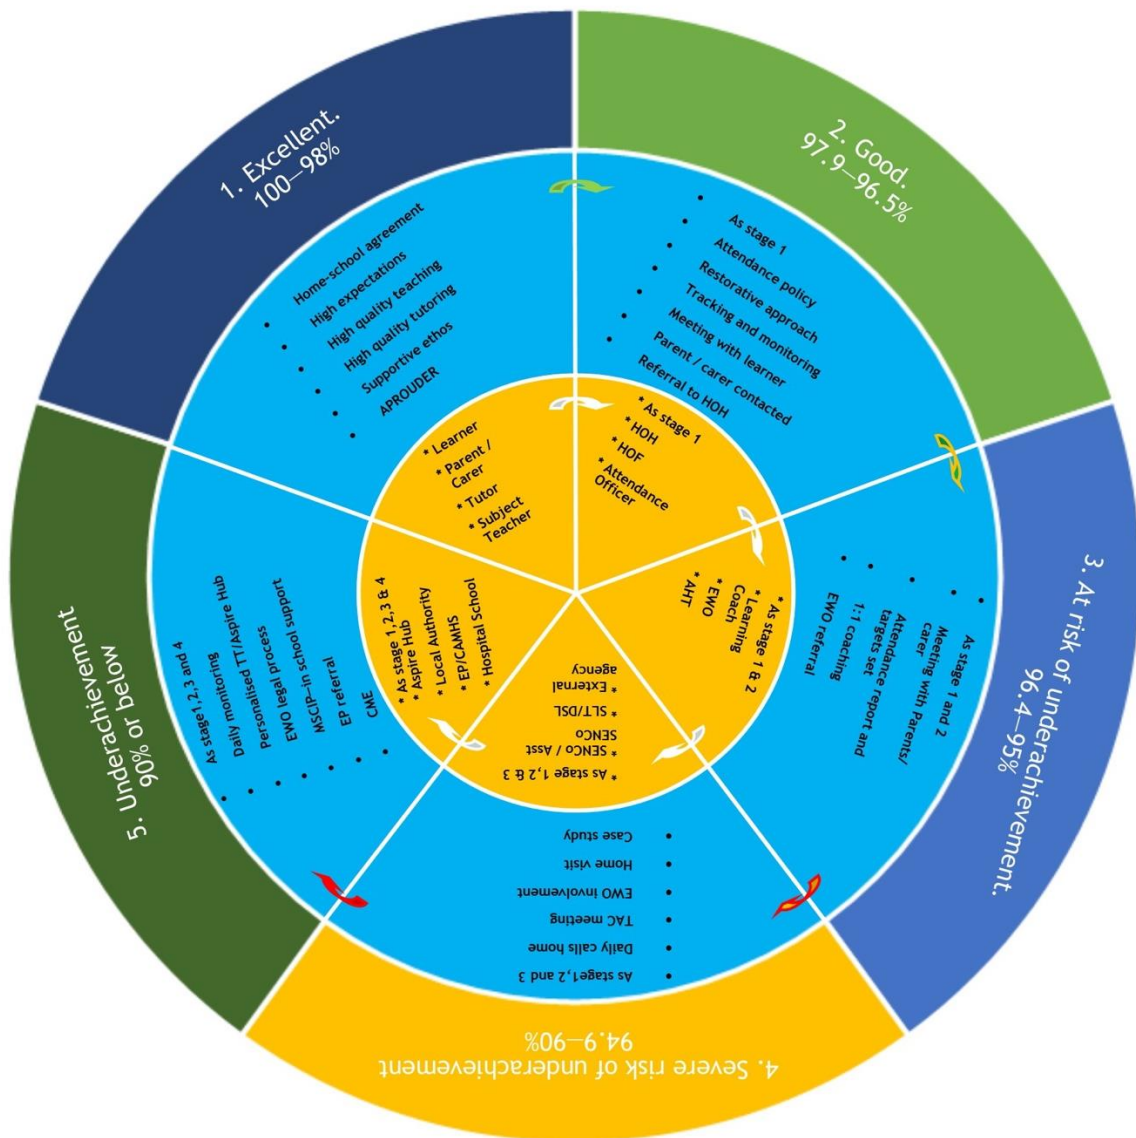 1. Excellent.
100–98%
• Home-school agreement
• High expectations
• High quality teaching
• High quality tutoring
• Supportive ethos
• APROUDER
* Learner
* Parent /
Carer
* Tutor
* Subject
Teacher
2. Good.
97.9–96.5%
• As stage 1
• Attendance policy
• Restorative approach
• Tracking and monitoring
• Meeting with learner
• Parent / carer contacted
Referral to HOH
* As stage 1
* HOH
* HOF
* Attendance
Officer
3. At risk of underachievement.
96.4–95%
• As stage 1 and 2
• Meeting with Parents/
carer
• Attendance report and
targets set
• 1:1 coaching
• EWO referral
* As stage 1 & 2
* Learning
Coach
* EWO
* AHT
4. Severe risk of underachievement
94.9–90%
• As stage1,2 and 3
• Daily calls home
• TAC meeting
• EWO involvement
• Home visit
• Case study
* As stage 1,2 & 3
* SENCo / Asst
SENCo
* SLT/DSL
* External
agency
5. Underachievement
90% or below
• As stage1,2,3 and 4
• Daily monitoring
• Personalised TT/Aspire Hub
• EWO legal process
• MSCIP–in school support
• EP referral
• CME
* As stage 1,2,3 & 4
* Aspire Hub
* Local Authority
* EP/CAMHS
* Hospital School